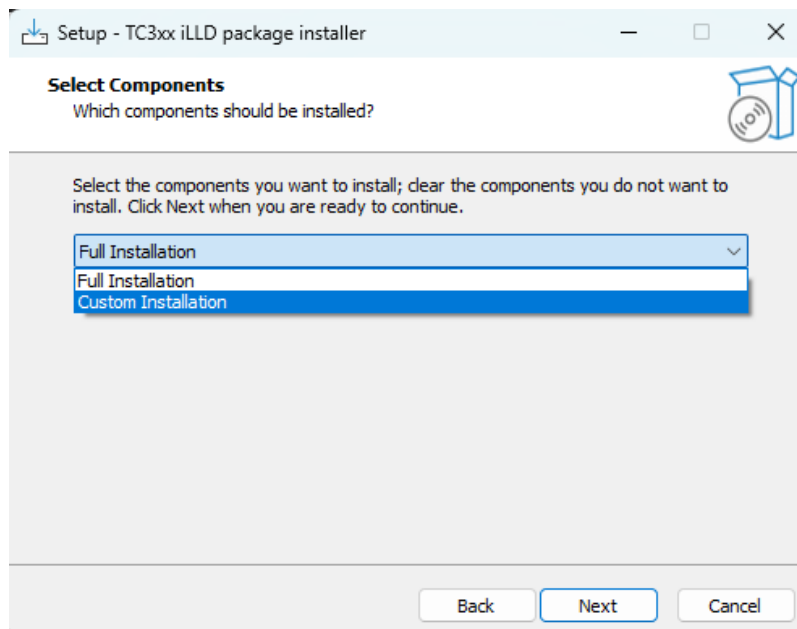 Setup - TC3xx iLLD package installer
Select Components
Which components should be installed?
Select the components you want to install; clear the components you do not want to
install. Click Next when you are ready to continue.
Full Installation
Full Installation
Custom Installation
Back
Next
Cancel